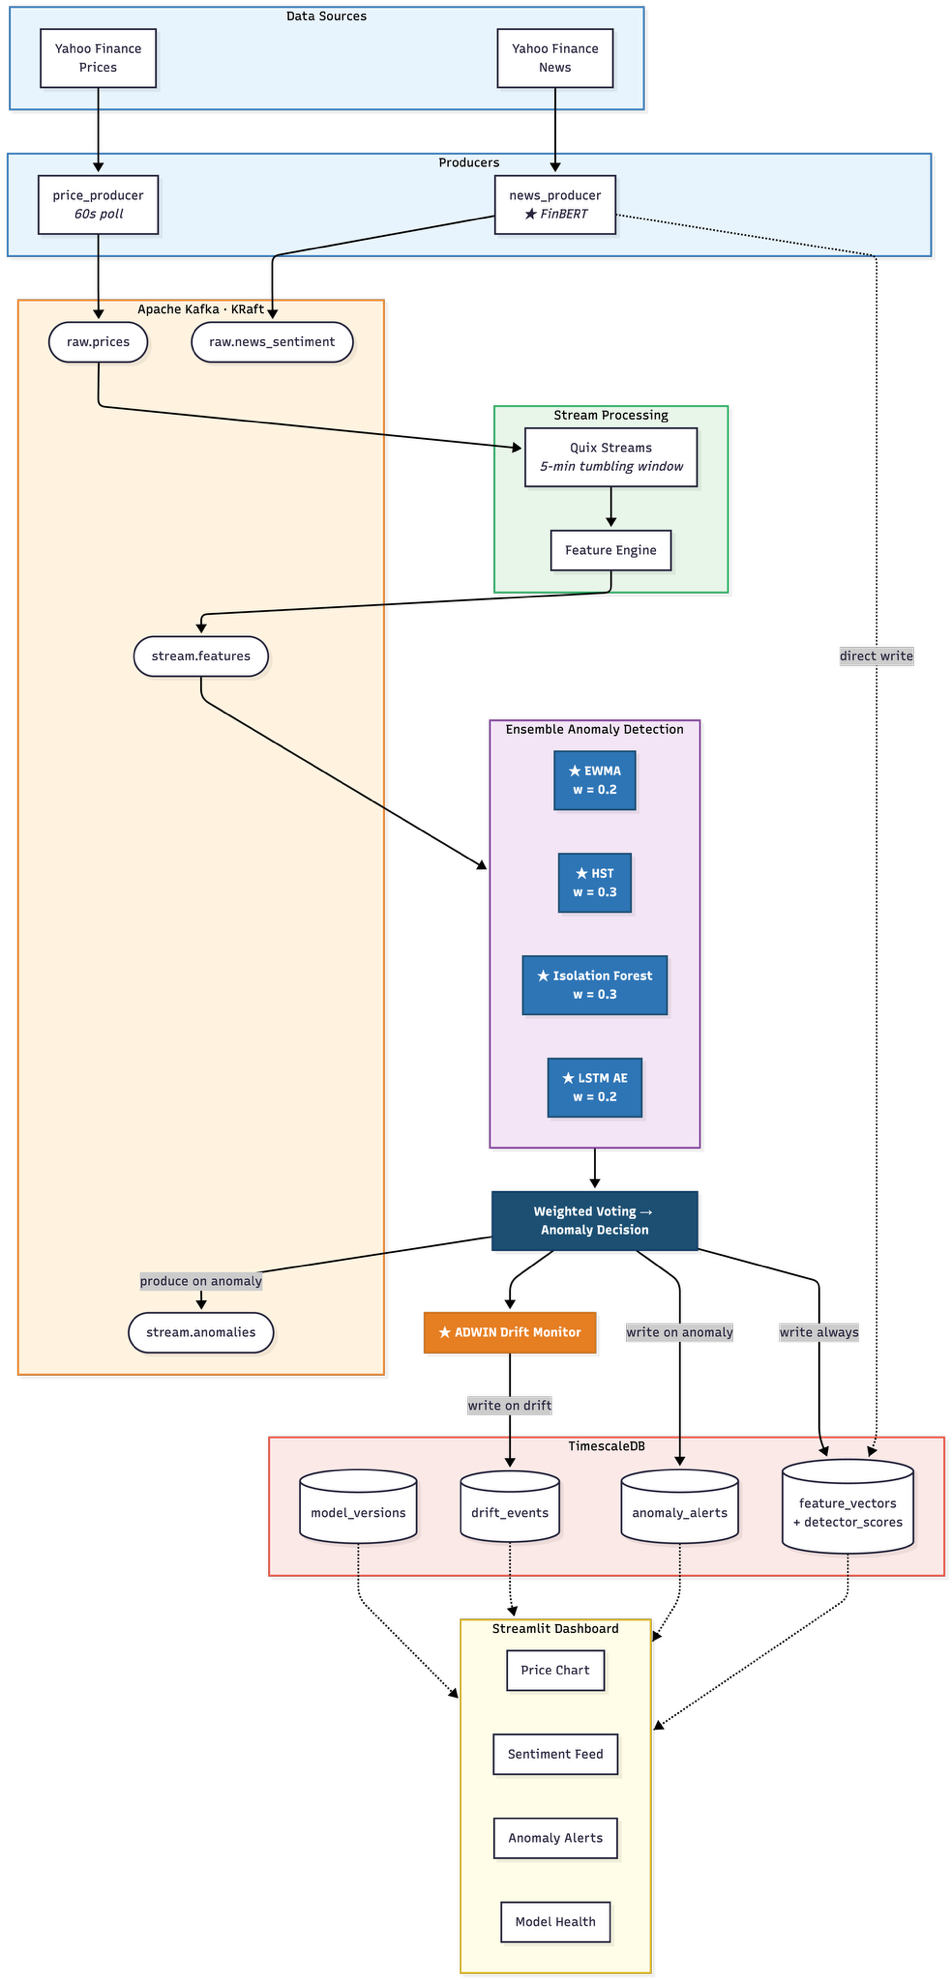 Data Sources
Yahoo Finance
Prices
Yahoo Finance
News
Producers
price_producer
60s poll
news_producer
★ FinBERT
Apache Kafka · KRaft
raw.prices
raw.news_sentiment
Stream Processing
Quix Streams
5-min tumbling window
Feature Engine
stream.features
direct write
Ensemble Anomaly Detection
★ EWMA
w = 0.2
★ HST
w = 0.3
★ Isolation Forest
w = 0.3
★ LSTM AE
w = 0.2
Weighted Voting →
Anomaly Decision
produce on anomaly
stream.anomalies
★ ADWIN Drift Monitor
write on anomaly
write always
write on drift
TimescaleDB
model_versions
drift_events
anomaly_alerts
feature_vectors
+ detector_scores
Streamlit Dashboard
Price Chart
Sentiment Feed
Anomaly Alerts
Model Health